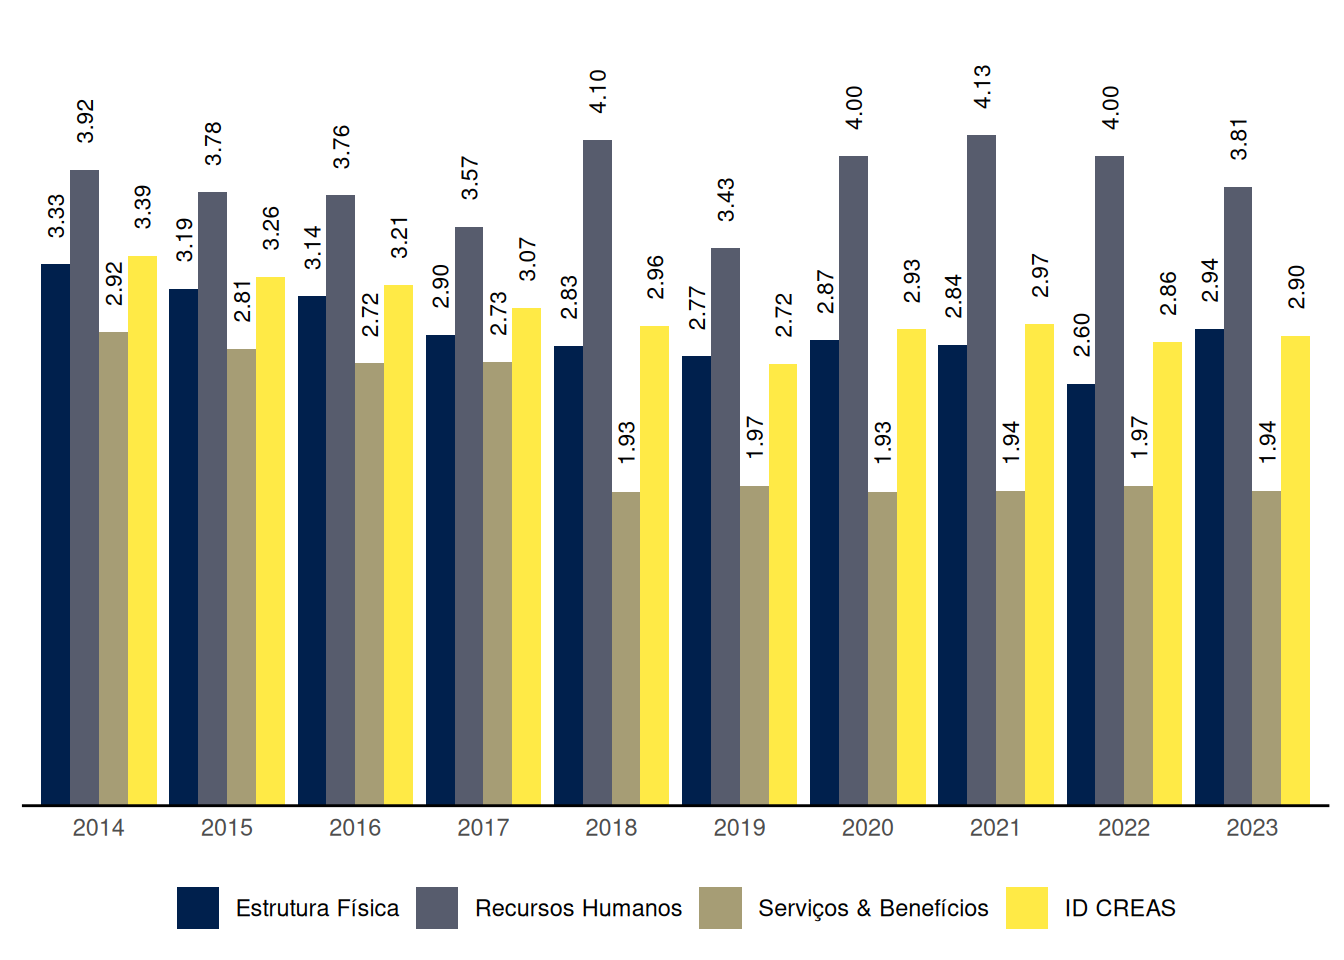 3.33 3.92 2.92 3.39
3.19 3.78 2.81 3.26
3.14 3.76 2.72 3.21
2.90 3.57 2.73 3.07
2.83 4.10 1.93 2.96
2.77 3.43 1.97 2.72
2.87 4.00 1.93 2.93
2.84 4.13 1.94 2.97
2.60 4.00 1.97 2.86
2.94 3.81 1.94 2.90
2014 2015 2016 2017 2018 2019 2020 2021 2022 2023
Estrutura Física Recursos Humanos Serviços & Benefícios ID CREAS